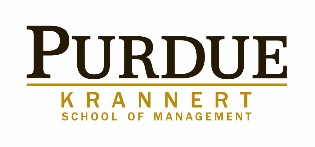 PURDUE
KRANNERT
SCHOOL OF MANAGEMENT